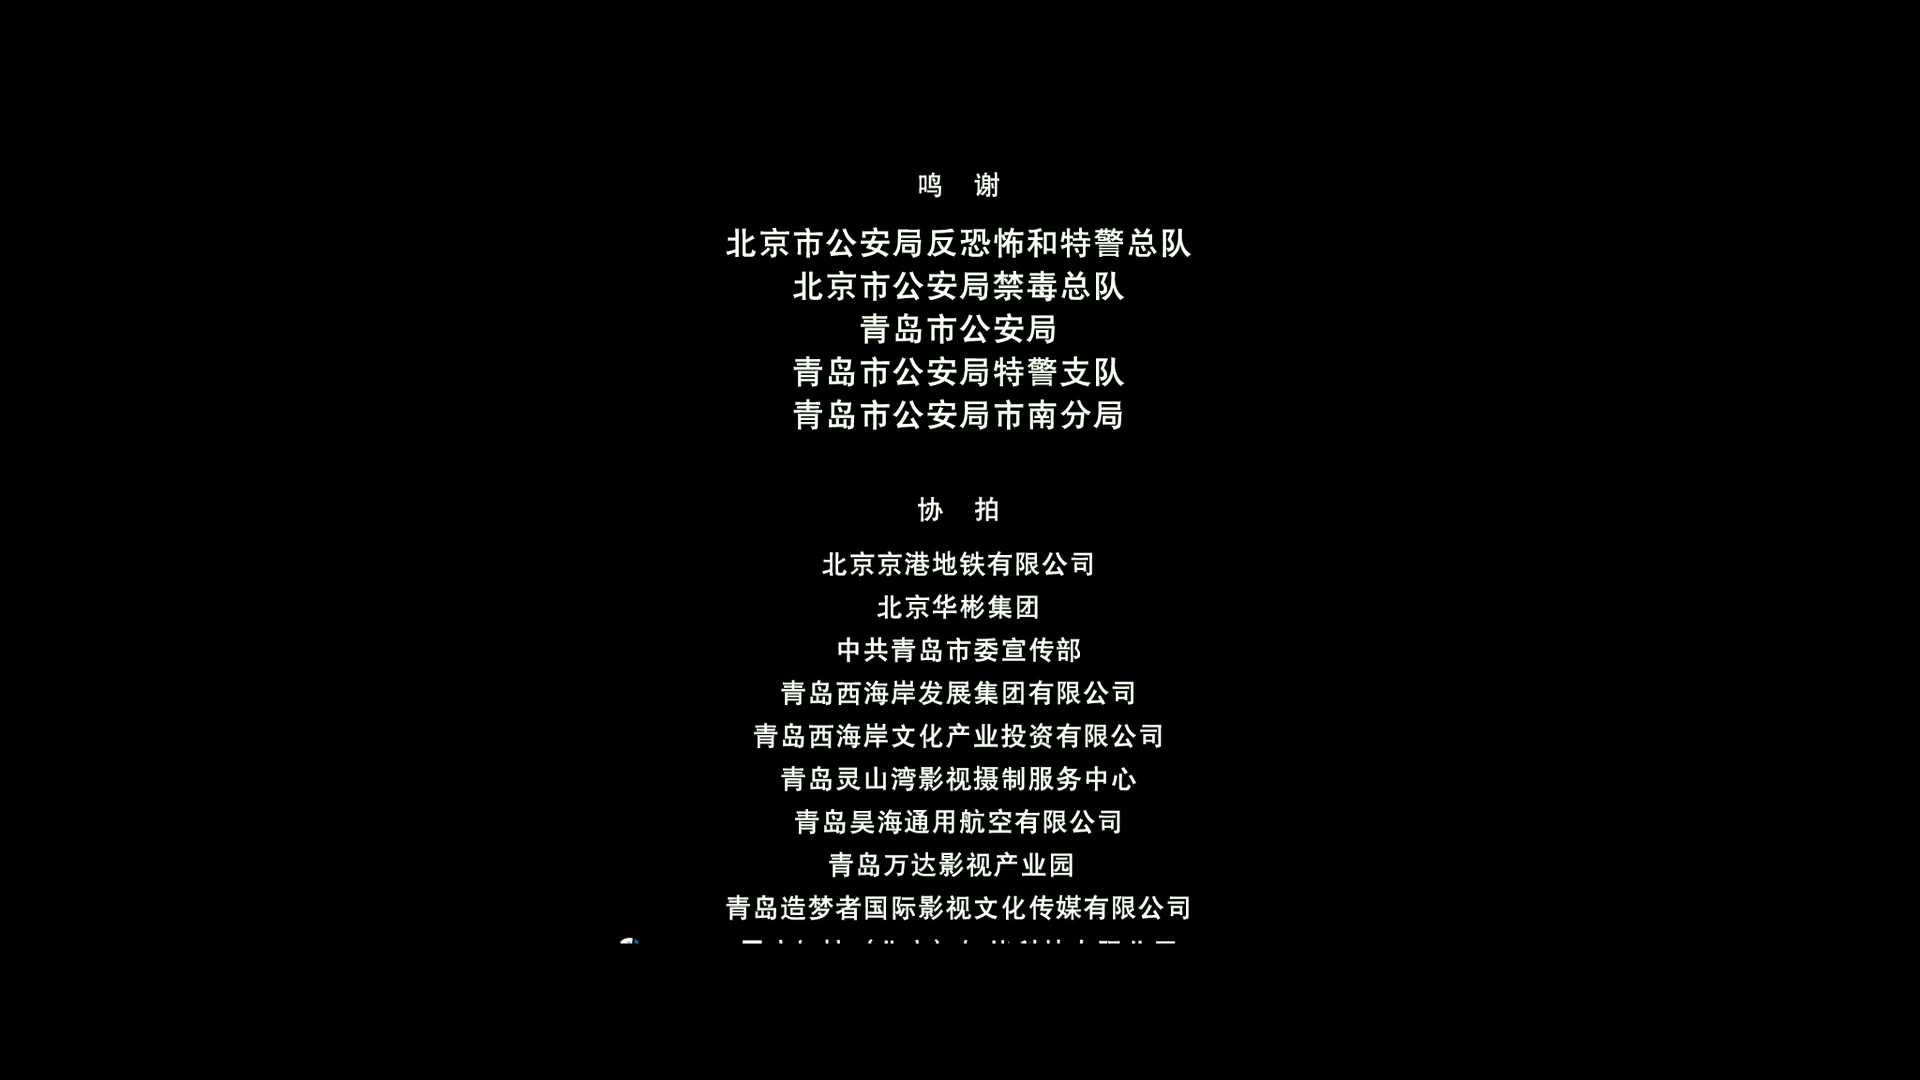 鸣 谢
北京市公安局反恐怖和特警总队
北京市公安局禁毒总队
青岛市公安局
青岛市公安局特警支队
青岛市公安局市南分局
协 拍
北京京港地铁有限公司
北京华彬集团
中共青岛市委宣传部
青岛西海岸发展集团有限公司
青岛西海岸文化产业投资有限公司
青岛灵山湾影视摄制服务中心
青岛昊海通用航空有限公司
青岛万达影视产业园
青岛造梦者国际影视文化传媒有限公司